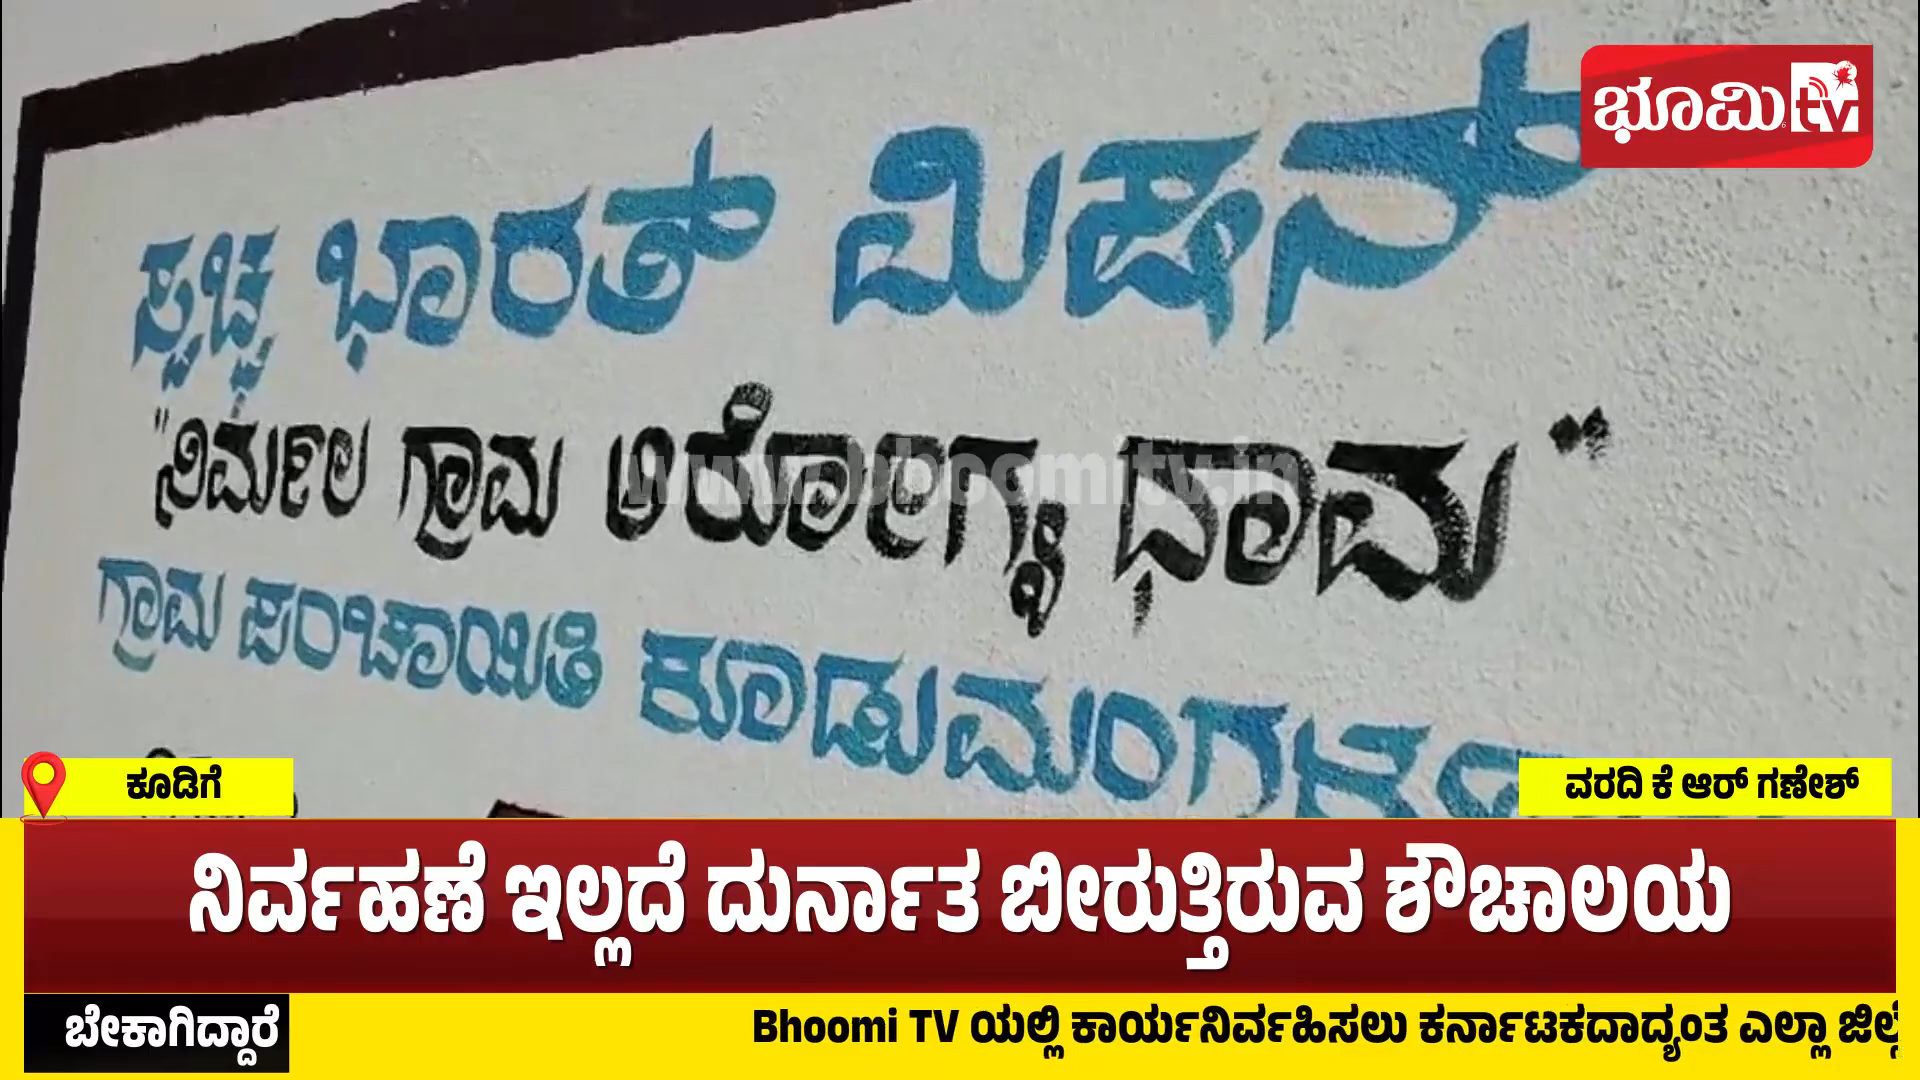 ಭೂಮಿ tv
ಸ್ವಚ್ಛ ಭಾರತ್ ಮಿಷನ್
"ನಿರ್ಮಲ ಗ್ರಾಮ ಆರೋಗ್ಯ ಧಾಮ"
www.bhoomitv.in
ಗ್ರಾಮ ಪಂಚಾಯಿತಿ ಕೂಡುಮಂಗಳೂರು
ಕೂಡಿಗೆ
ವರದಿ ಕೆ ಆರ್ ಗಣೇಶ್
ನಿರ್ವಹಣೆ ಇಲ್ಲದೆ ದುರ್ನಾತ ಬೀರುತ್ತಿರುವ ಶೌಚಾಲಯ
ಬೇಕಾಗಿದ್ದಾರೆ
Bhoomi TV ಯಲ್ಲಿ ಕಾರ್ಯನಿರ್ವಹಿಸಲು ಕರ್ನಾಟಕದಾದ್ಯಂತ ಎಲ್ಲಾ